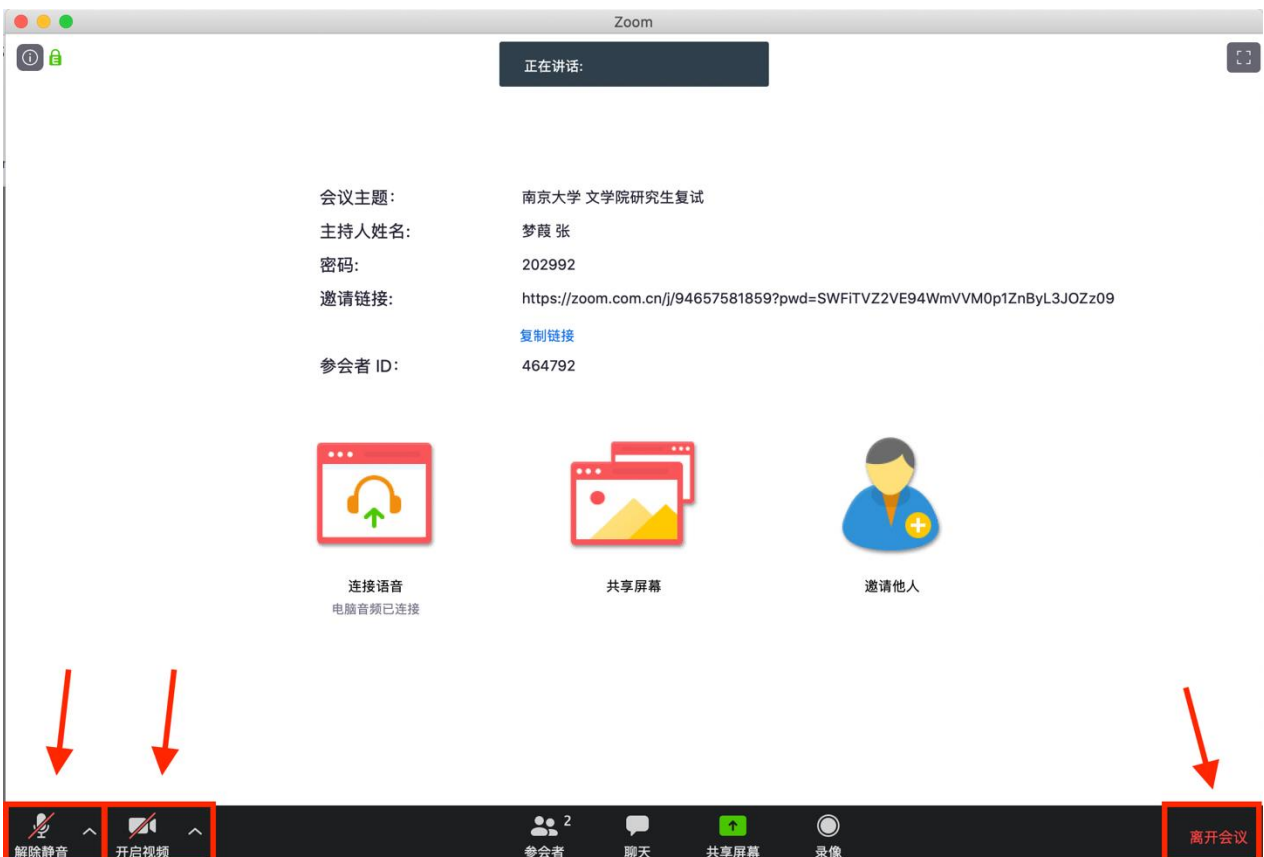 Zoom
正在讲话:
会议主题: 南京大学 文学院研究生复试
主持人姓名: 梦葭 张
密码: 202992
邀请链接: https://zoom.com.cn/j/94657581859?pwd=SWFiTVZ2VE94WmVVM0p1ZnByL3JOZz09
复制链接
参会者 ID: 464792
连接语音 共享屏幕 邀请他人
电脑音频已连接
解除静音 开启视频 参会者 2 聊天 共享屏幕 录像 离开会议